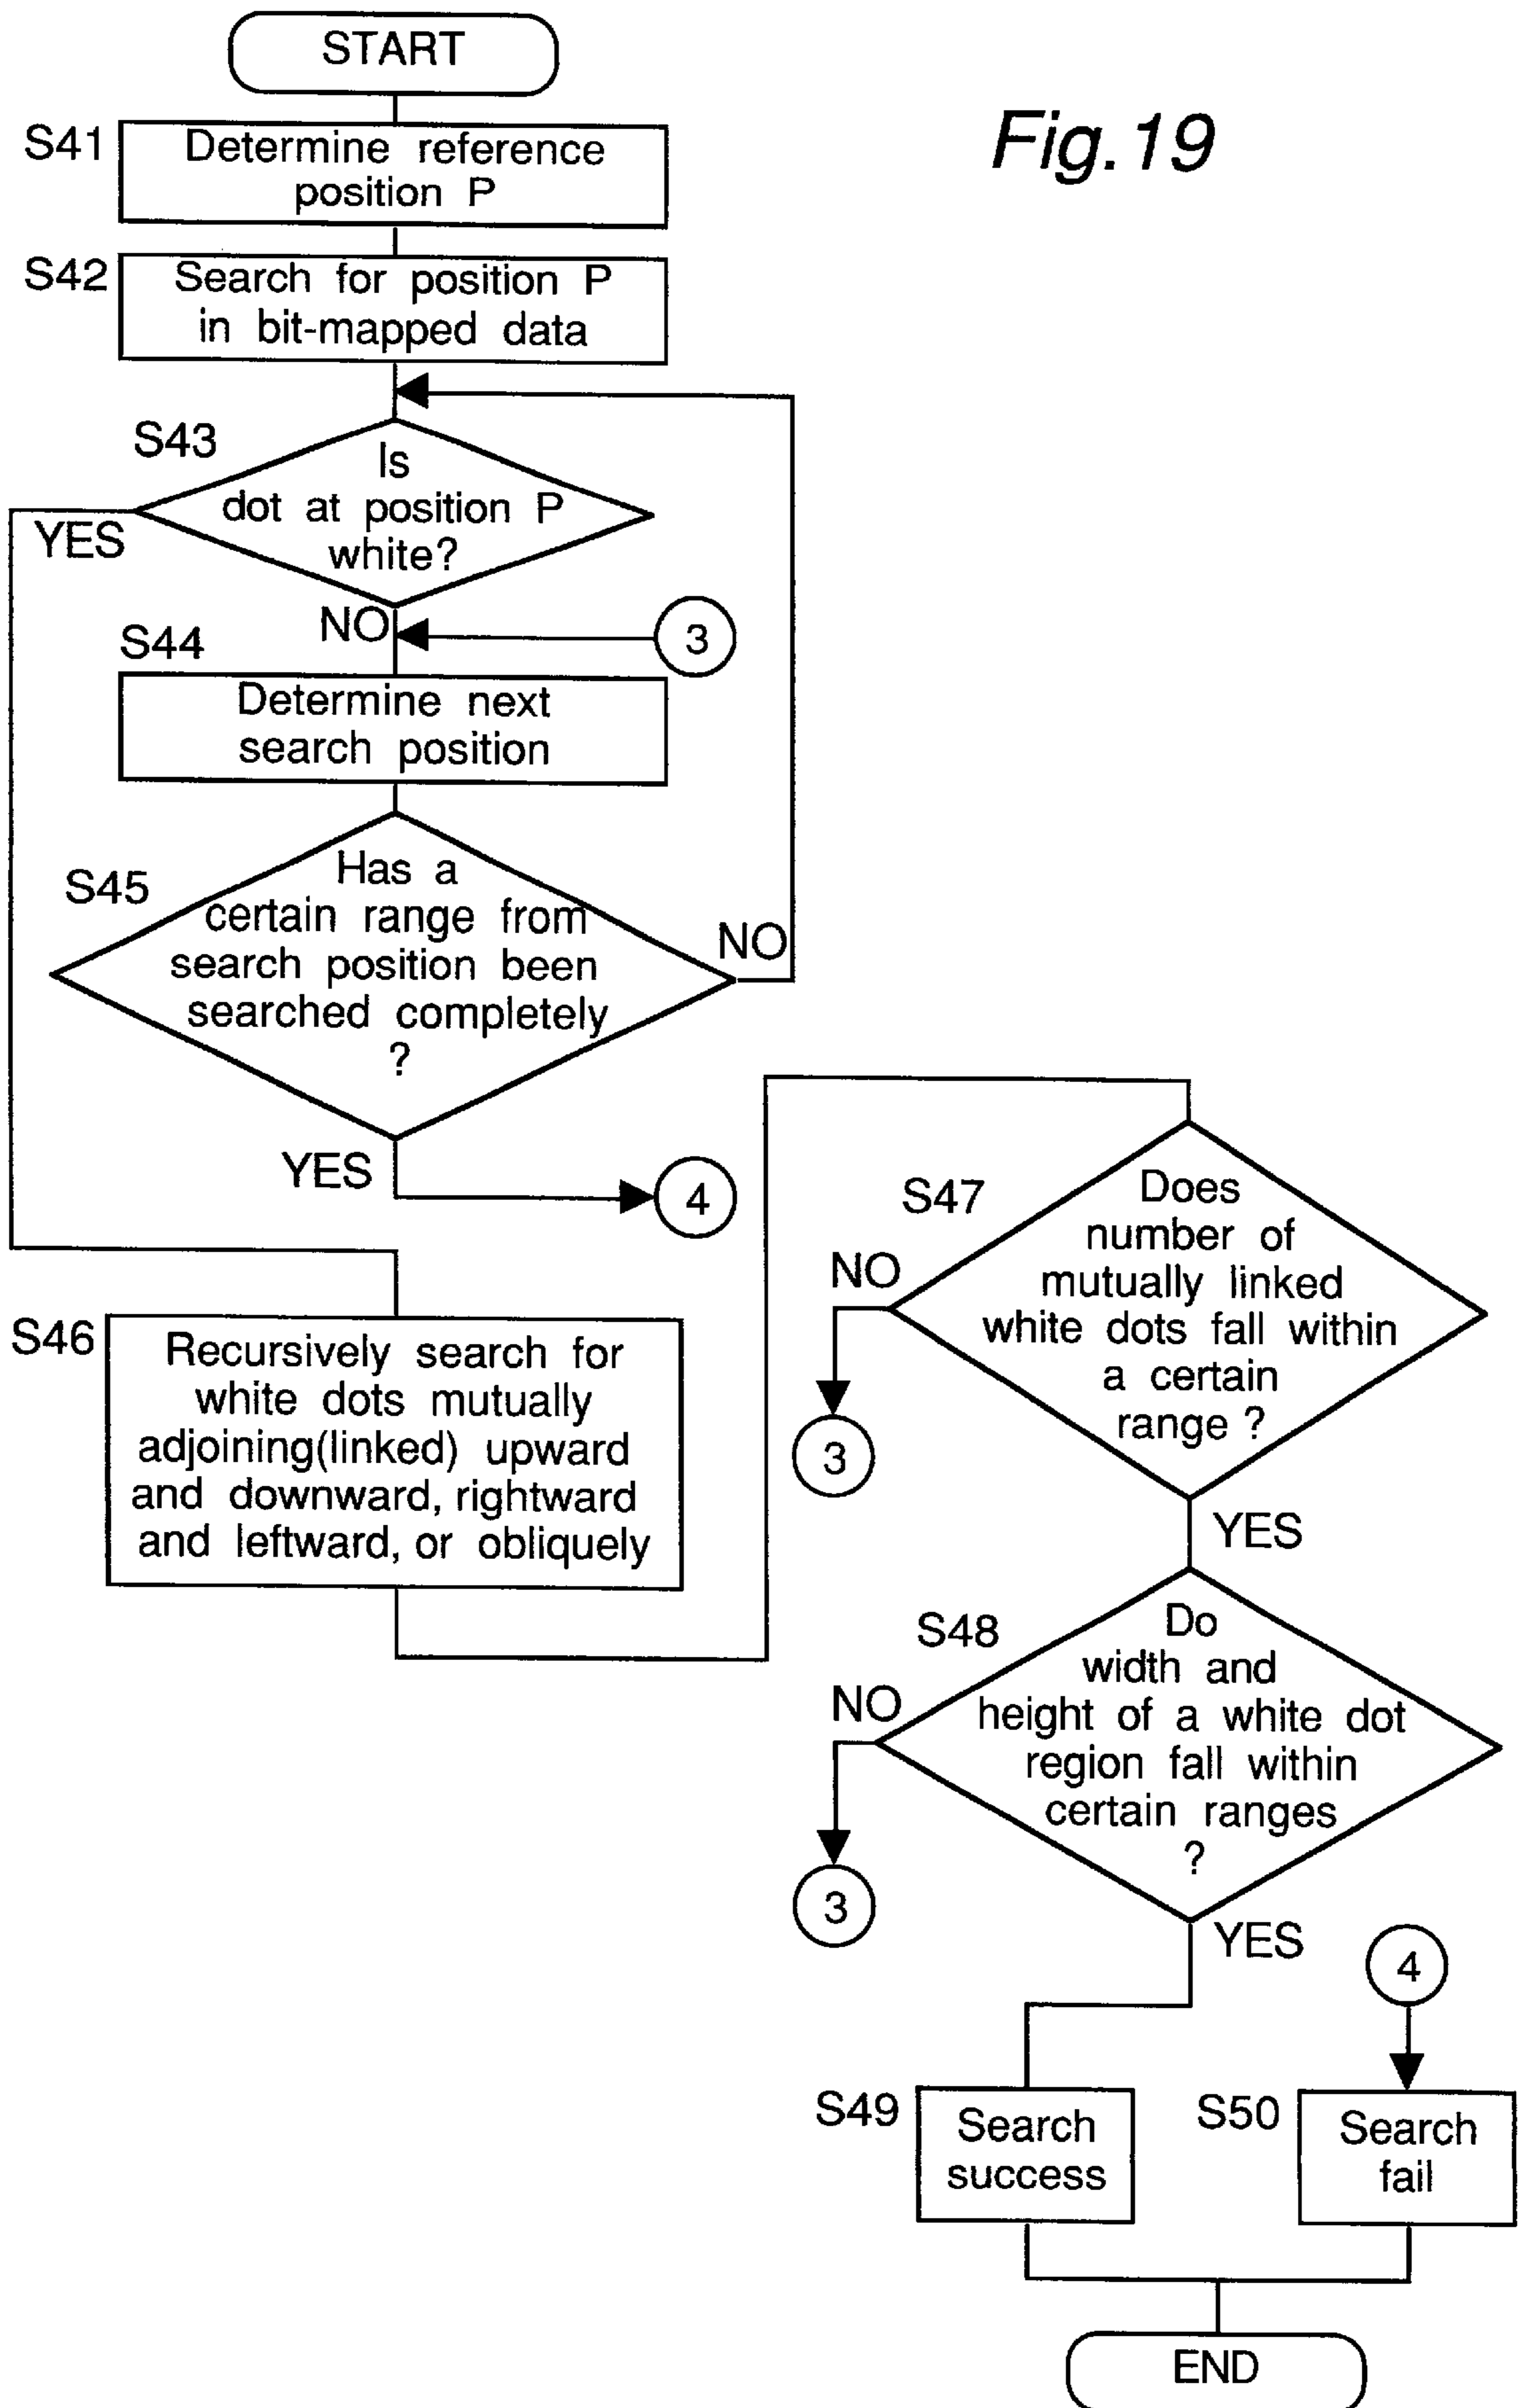 START
Fig.19
S41
Determine reference
position P
S42
Search for position P
in bit-mapped data
S43
Is
dot at position P
white?
YES
NO
3
S44
Determine next
search position
S45
Has a
certain range from
search position been
searched completely
?
NO
YES
4
S46
Recursively search for
white dots mutually
adjoining(linked) upward
and downward, rightward
and leftward, or obliquely
S47
Does
number of
mutually linked
white dots fall within
a certain
range ?
NO
3
YES
S48
Do
width and
height of a white dot
region fall within
certain ranges
?
NO
3
YES
4
S49
Search
success
S50
Search
fail
END